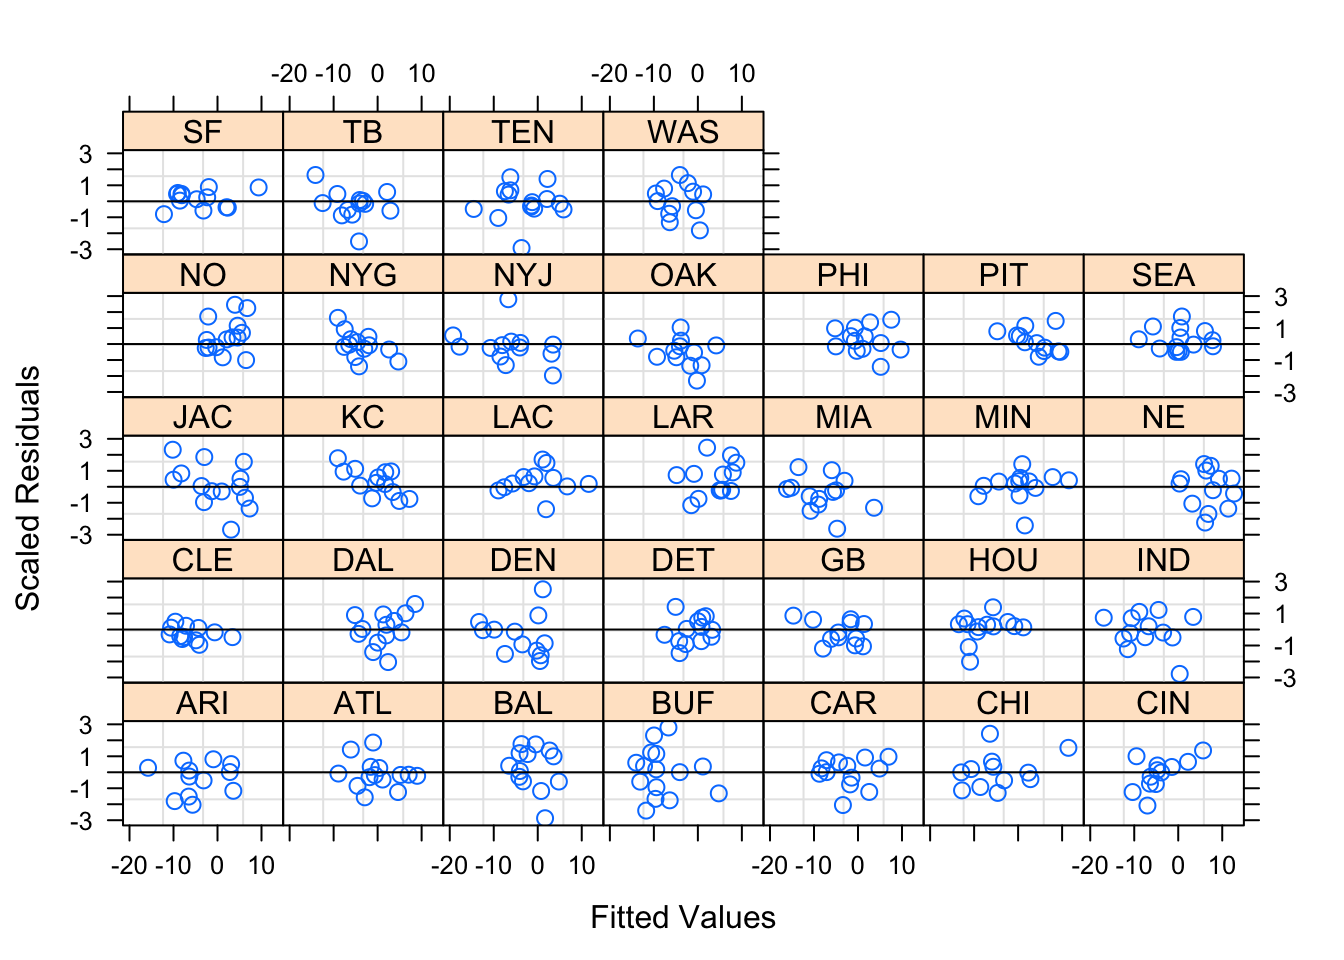 -20 -10 0 10 -20 -10 0 10
SF TB TEN WAS
3
1
-1
-3
NO NYG NYJ OAK PHI PIT SEA
3
1
-1
-3
JAC KC LAC LAR MIA MIN NE
3
1
-1
-3
CLE DAL DEN DET GB HOU IND
3
1
-1
-3
ARI ATL BAL BUF CAR CHI CIN
3
1
-1
-3
-20 -10 0 10 -20 -10 0 10 -20 -10 0 10 -20 -10 0 10
Scaled Residuals
Fitted Values